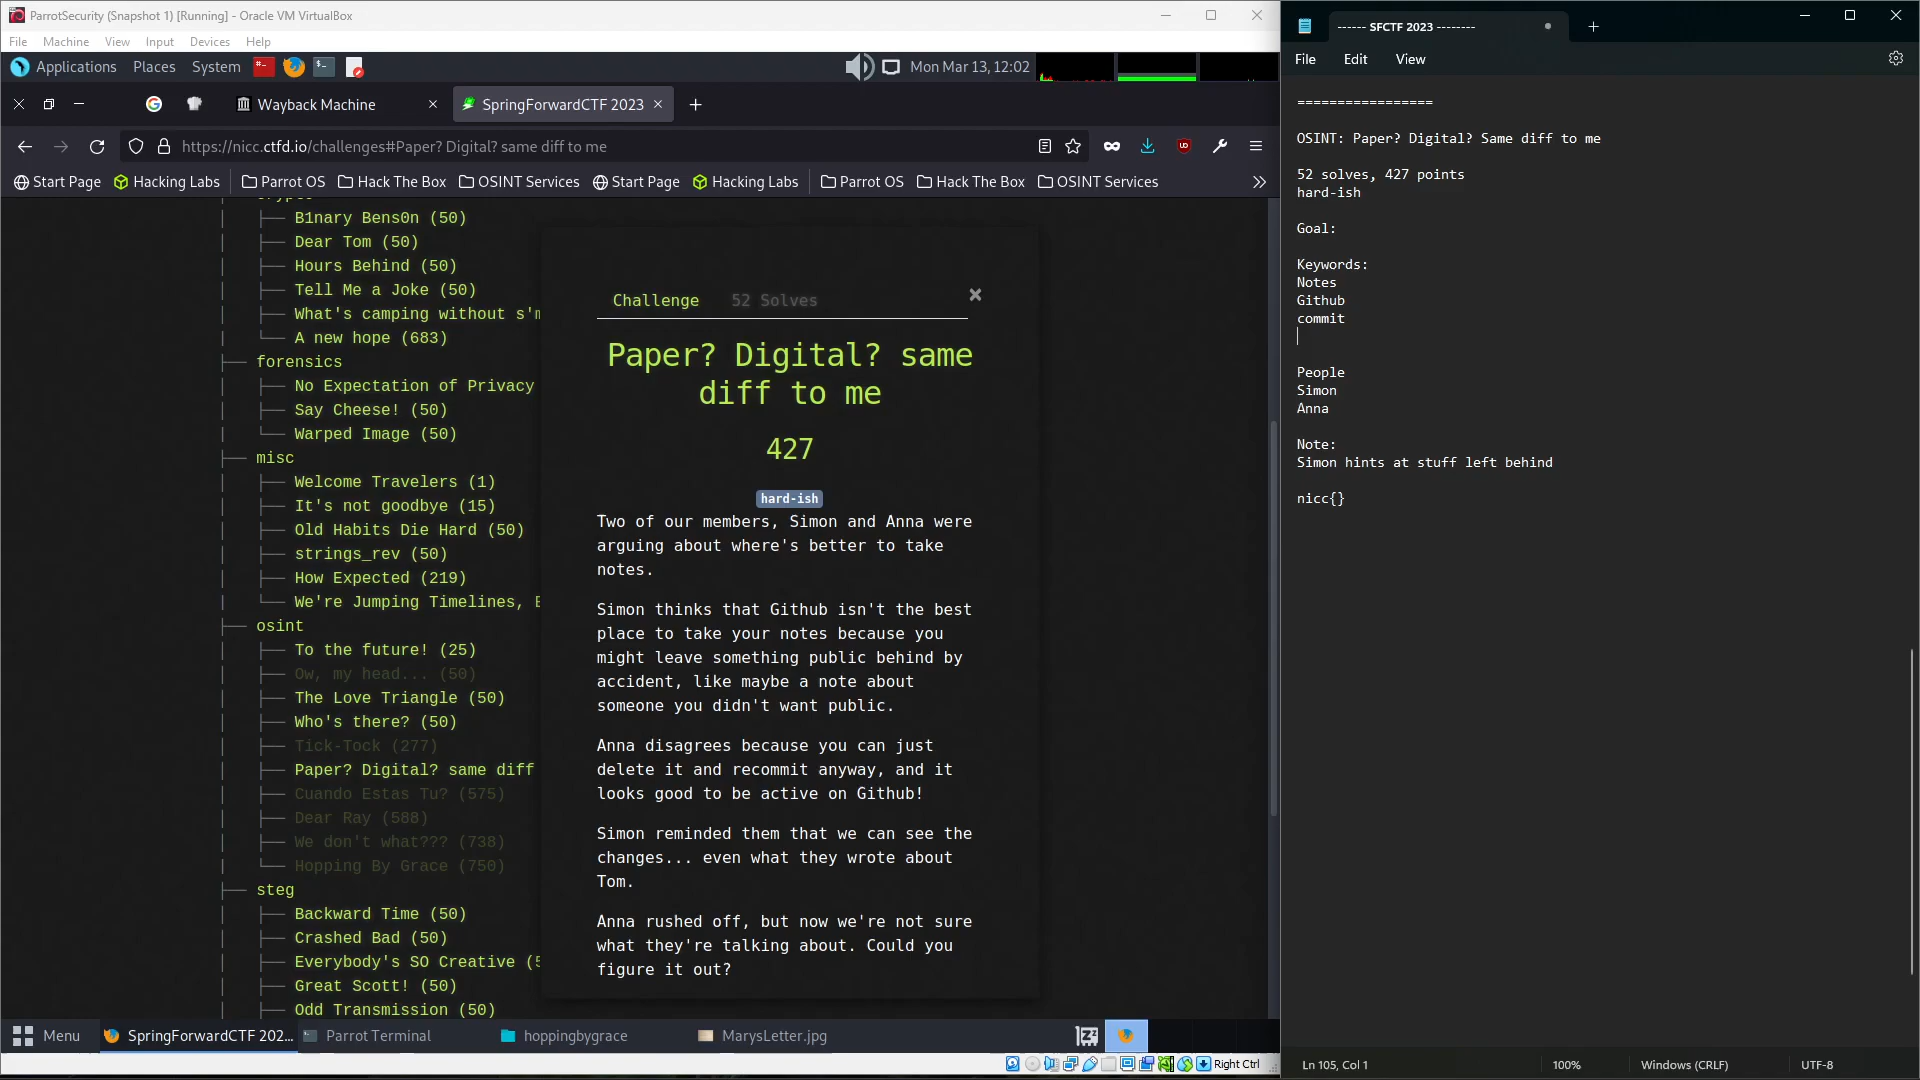 ParrotSecurity (Snapshot 1) [Running] - Oracle VM VirtualBox
File Machine View Input Devices Help
Applications Places System Mon Mar 13, 12:02
Wayback Machine SpringForwardCTF 2023
https://nicc.ctfd.io/challenges#Paper? Digital? same diff to me
Start Page Hacking Labs Parrot OS Hack The Box OSINT Services Start Page Hacking Labs Parrot OS Hack The Box OSINT Services
B1nary Bens0n (50)
Dear Tom (50)
Hours Behind (50)
Tell Me a Joke (50)
What's camping without s'm
A new hope (683)
forensics
No Expectation of Privacy
Say Cheese! (50)
Warped Image (50)
misc
Welcome Travelers (1)
It's not goodbye (15)
Old Habits Die Hard (50)
strings_rev (50)
How Expected (219)
We're Jumping Timelines, E
osint
To the future! (25)
Ow, my head... (50)
The Love Triangle (50)
Who's there? (50)
Tick-Tock (277)
Paper? Digital? same diff
Cuando Estas Tu? (575)
Dear Ray (588)
We don't what??? (738)
Hopping By Grace (750)
steg
Backward Time (50)
Crashed Bad (50)
Everybody's SO Creative (5
Great Scott! (50)
Odd Transmission (50)
Challenge 52 Solves ×
Paper? Digital? same
diff to me
427
hard-ish
Two of our members, Simon and Anna were
arguing about where's better to take
notes.
Simon thinks that Github isn't the best
place to take your notes because you
might leave something public behind by
accident, like maybe a note about
someone you didn't want public.
Anna disagrees because you can just
delete it and recommit anyway, and it
looks good to be active on Github!
Simon reminded them that we can see the
changes... even what they wrote about
Tom.
Anna rushed off, but now we're not sure
what they're talking about. Could you
figure it out?
Menu SpringForwardCTF 202... Parrot Terminal hoppingbygrace MarysLetter.jpg
Right Ctrl
------ SFCTF 2023 --------
File Edit View
=================
OSINT: Paper? Digital? Same diff to me
52 solves, 427 points
hard-ish
Goal:
Keywords:
Notes
Github
commit
People
Simon
Anna
Note:
Simon hints at stuff left behind
nicc{}
Ln 105, Col 1 100% Windows (CRLF) UTF-8